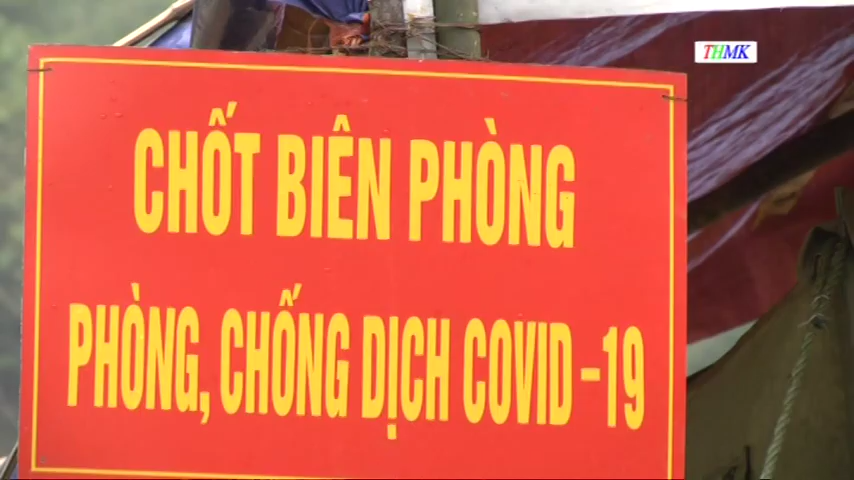 THMK
CHỐT BIÊN PHÒNG
PHÒNG, CHỐNG DỊCH COVID -19